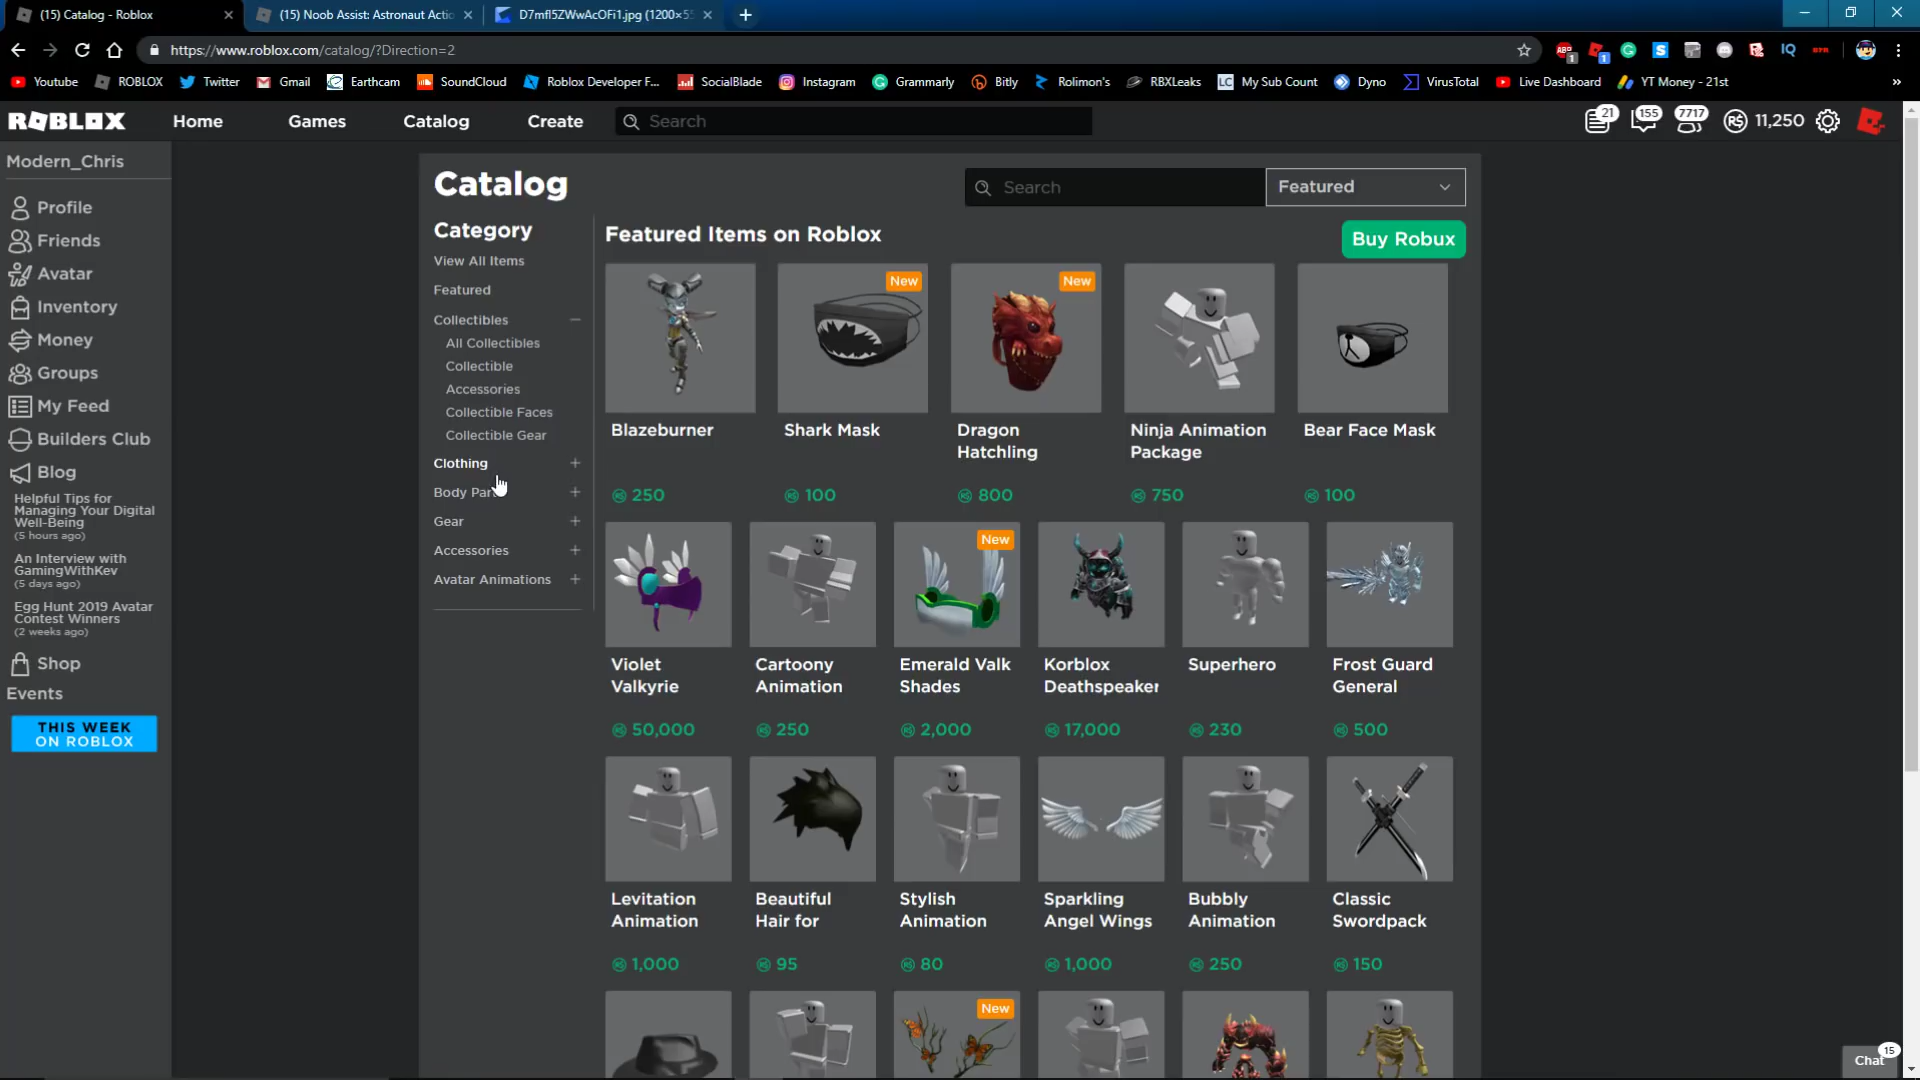 (15) Catalog - Roblox
(15) Noob Assist: Astronaut Actio
D7mfI5ZWwAcOFi1.jpg (1200×5
https://www.roblox.com/catalog/?Direction=2
Youtube
ROBLOX
Twitter
Gmail
Earthcam
SoundCloud
Roblox Developer F...
SocialBlade
Instagram
Grammarly
Bitly
Rolimon's
RBXLeaks
My Sub Count
Dyno
VirusTotal
Live Dashboard
YT Money - 21st
ROBLOX
Home
Games
Catalog
Create
Search
21
155
7717
11,250
Modern_Chris
Profile
Friends
Avatar
Inventory
Money
Groups
My Feed
Builders Club
Blog
Helpful Tips for
Managing Your Digital
Well-Being
(5 hours ago)
An Interview with
GamingWithKev
(5 days ago)
Egg Hunt 2019 Avatar
Contest Winners
(2 weeks ago)
Shop
Events
THIS WEEK
ON ROBLOX
Catalog
Search
Featured
Category
View All Items
Featured
Collectibles
All Collectibles
Collectible
Accessories
Collectible Faces
Collectible Gear
Clothing
Body Part
Gear
Accessories
Avatar Animations
Featured Items on Roblox
Buy Robux
New
New
Blazeburner
Shark Mask
Dragon
Hatchling
Ninja Animation
Package
Bear Face Mask
250
100
800
750
100
New
Violet
Valkyrie
Cartoony
Animation
Emerald Valk
Shades
Korblox
Deathspeaker
Superhero
Frost Guard
General
50,000
250
2,000
17,000
230
500
Levitation
Animation
Beautiful
Hair for
Stylish
Animation
Sparkling
Angel Wings
Bubbly
Animation
Classic
Swordpack
1,000
95
80
1,000
250
150
New
Chat
15